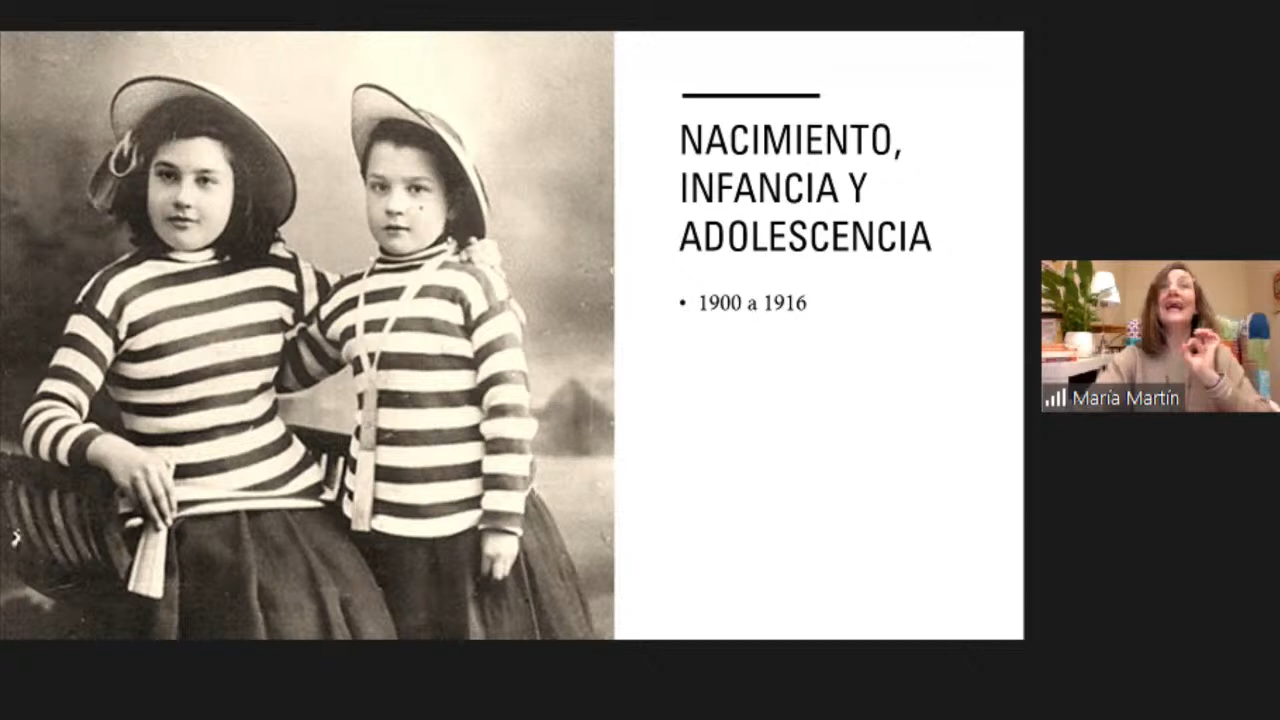 NACIMIENTO,
INFANCIA Y
ADOLESCENCIA
• 1900 a 1916
María Martín